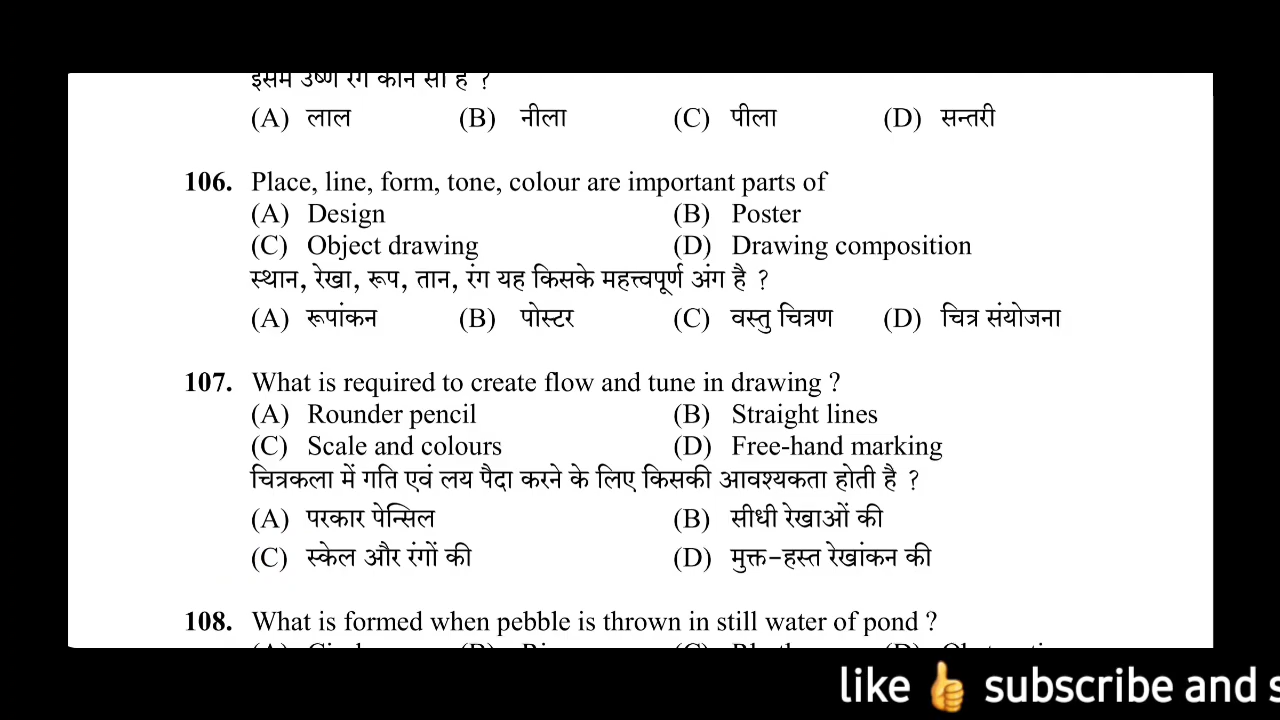 इसमें उष्ण रंग कौन सा है ?
(A) लाल (B) नीला (C) पीला (D) सन्तरी
106. Place, line, form, tone, colour are important parts of
(A) Design (B) Poster
(C) Object drawing (D) Drawing composition
स्थान, रेखा, रूप, तान, रंग यह किसके महत्त्वपूर्ण अंग है ?
(A) रूपांकन (B) पोस्टर (C) वस्तु चित्रण (D) चित्र संयोजना
107. What is required to create flow and tune in drawing ?
(A) Rounder pencil (B) Straight lines
(C) Scale and colours (D) Free-hand marking
चित्रकला में गति एवं लय पैदा करने के लिए किसकी आवश्यकता होती है ?
(A) परकार पेन्सिल (B) सीधी रेखाओं की
(C) स्केल और रंगों की (D) मुक्त-हस्त रेखांकन की
108. What is formed when pebble is thrown in still water of pond ?
(A) (B) (C) (D)
like 👍 subscribe and s